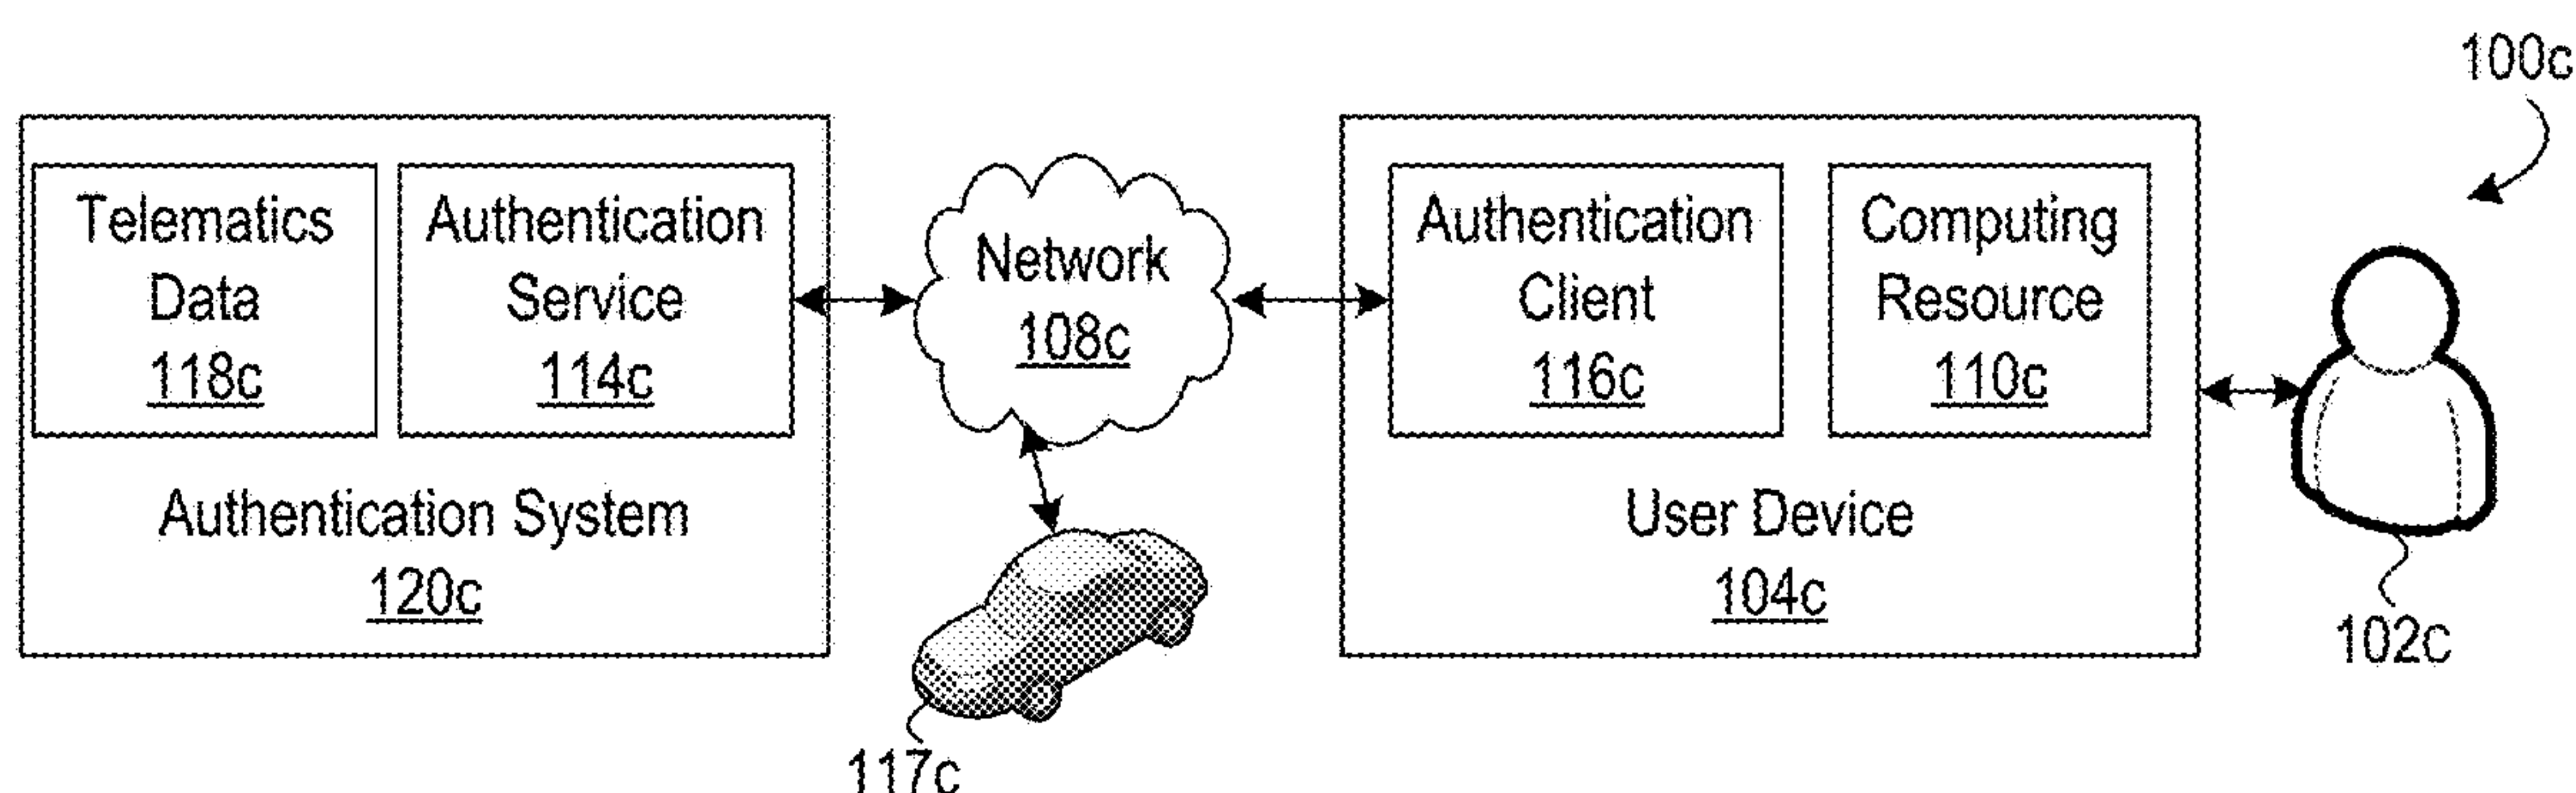 100c
Telematics
Data
118c
Authentication
Service
114c
Authentication System
120c
Network
108c
117c
Authentication
Client
116c
Computing
Resource
110c
User Device
104c
102c